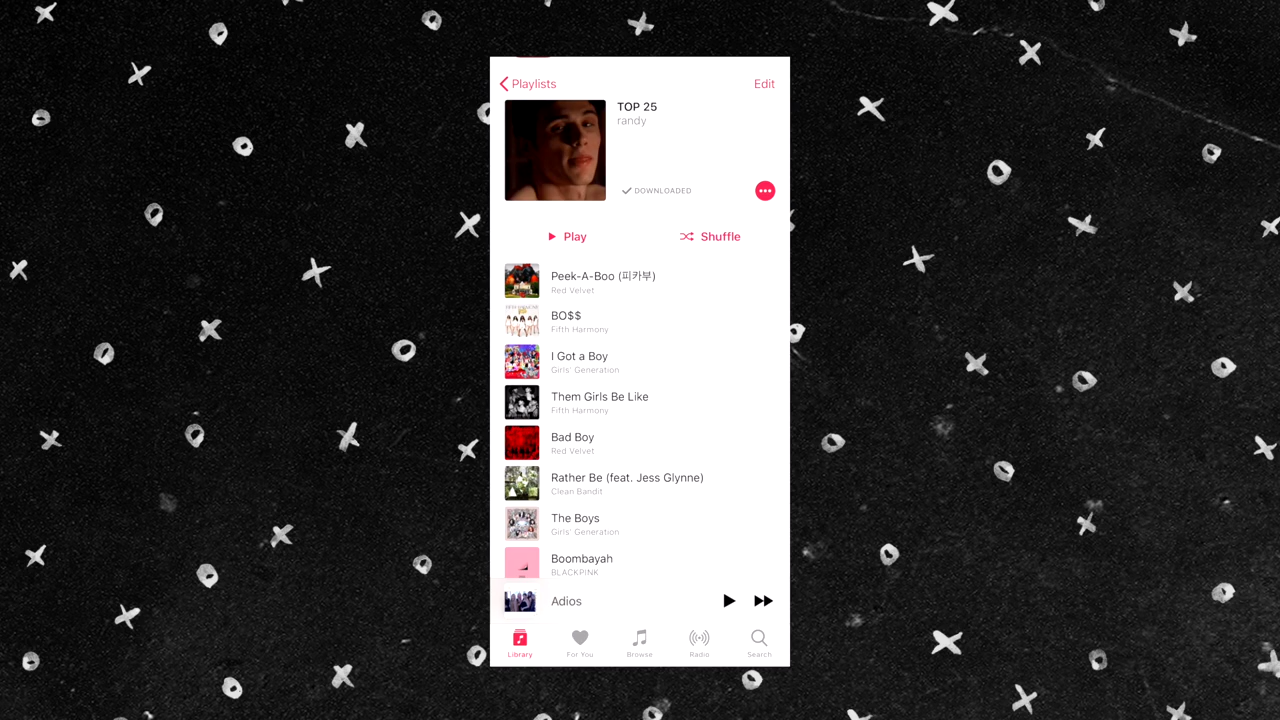 Playlists
Edit
TOP 25
randy
DOWNLOADED
Play
Shuffle
Peek-A-Boo (피카부)
Red Velvet
BO$$
Fifth Harmony
I Got a Boy
Girls' Generation
Them Girls Be Like
Fifth Harmony
Bad Boy
Red Velvet
Rather Be (feat. Jess Glynne)
Clean Bandit
The Boys
Girls' Generation
Boombayah
BLACKPINK
Adios
Library
For You
Browse
Radio
Search